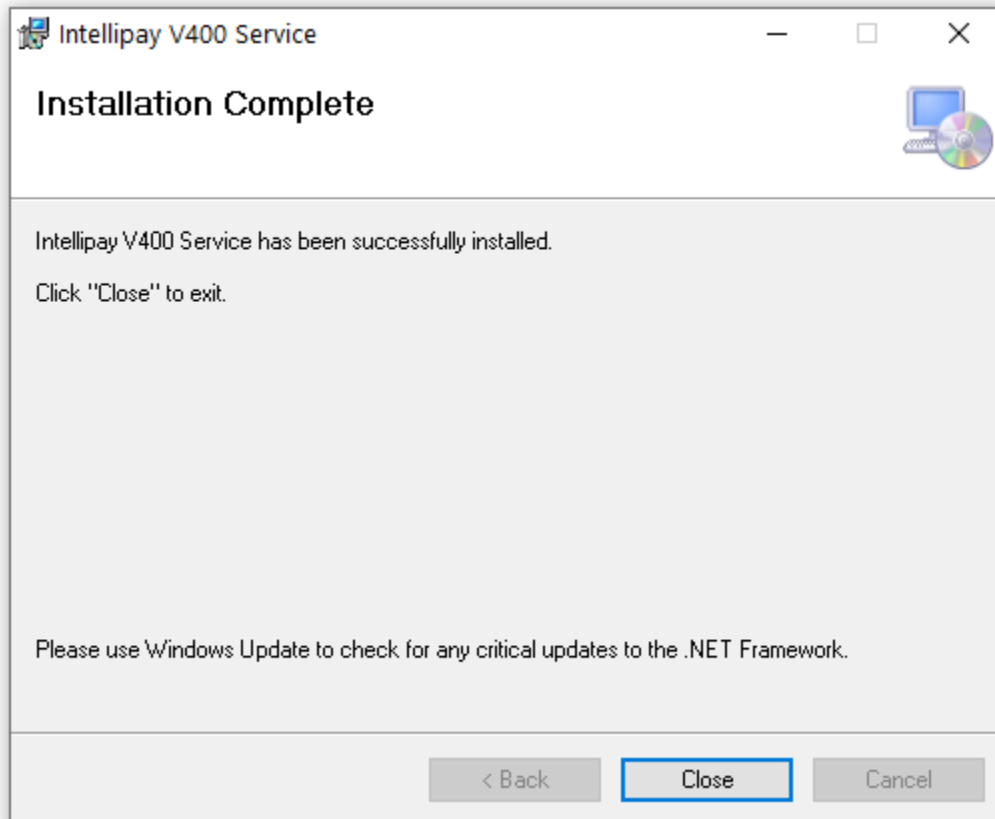 Intellipay V400 Service
Installation Complete
Intellipay V400 Service has been successfully installed.
Click "Close" to exit.
Please use Windows Update to check for any critical updates to the .NET Framework.
< Back
Close
Cancel